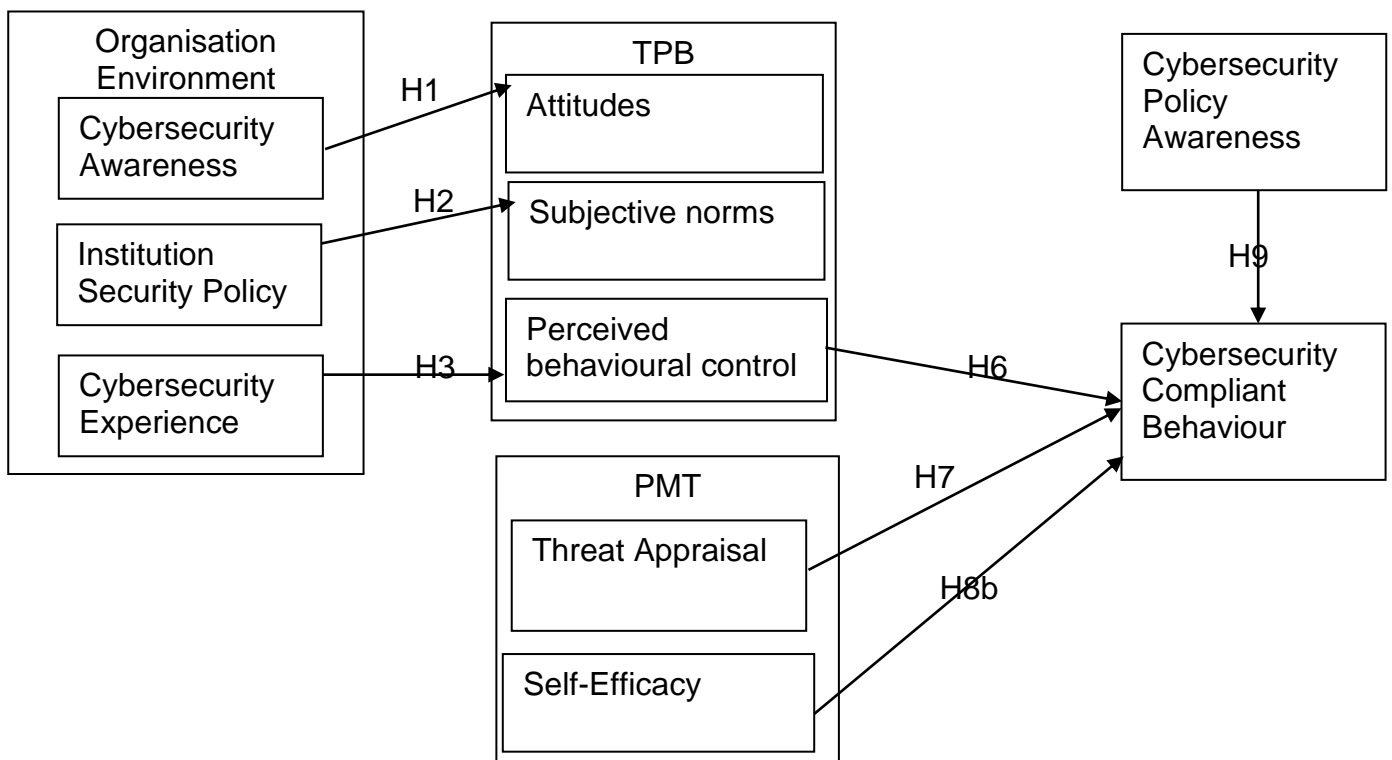 Organisation
Environment
Cybersecurity
Awareness
Institution
Security Policy
Cybersecurity
Experience
H1
H2
H3
TPB
Attitudes
Subjective norms
Perceived
behavioural control
PMT
Threat Appraisal
Self-Efficacy
H6
H7
H8b
Cybersecurity
Policy
Awareness
H9
Cybersecurity
Compliant
Behaviour